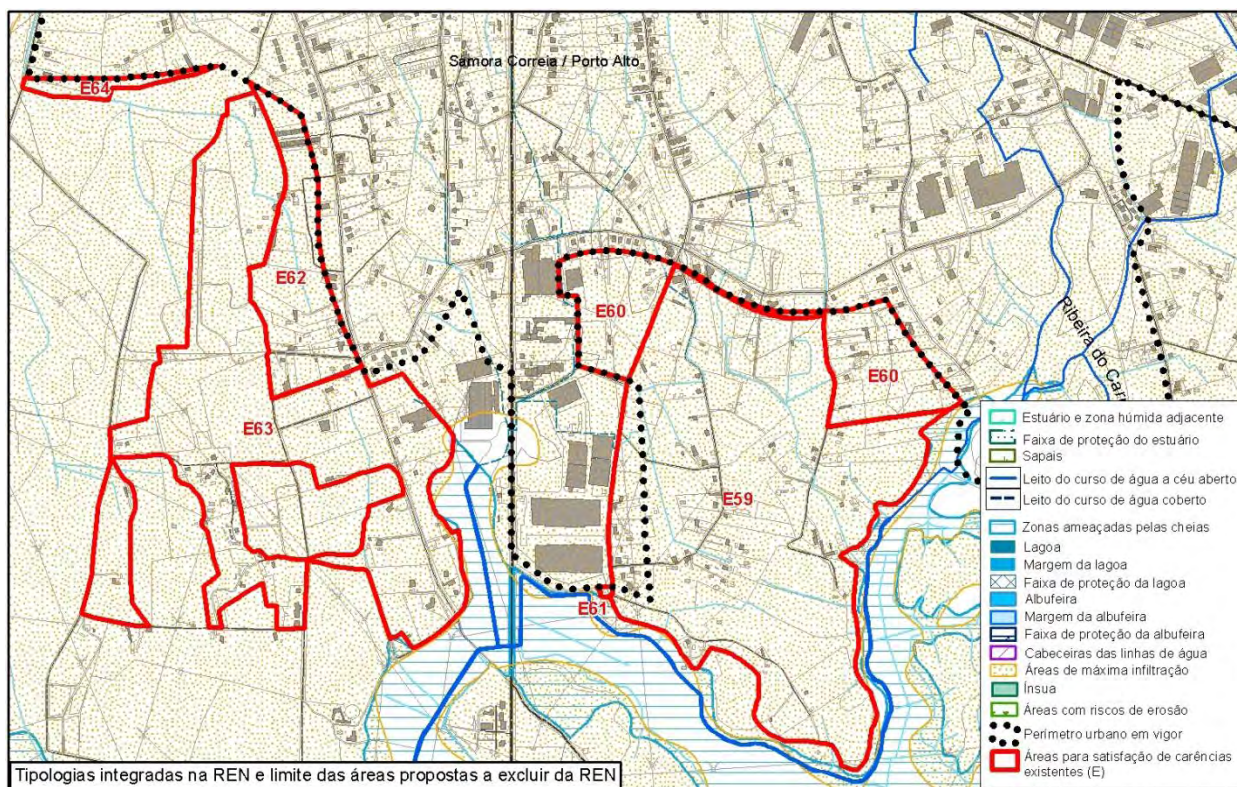 Samora Correia / Porto Alto
E64
E62
E60
E60
E63
E59
E61
Ribeira do
Estuário e zona húmida adjacente
Faixa de proteção do estuário
Sapais
Leito do curso de água a céu aberto
Leito do curso de água coberto
Zonas ameaçadas pelas cheias
Lagoa
Margem da lagoa
Faixa de proteção da lagoa
Albufeira
Margem da albufeira
Faixa de proteção da albufeira
Cabeceiras das linhas de água
Áreas de máxima infiltração
Ínsua
Áreas com riscos de erosão
Perímetro urbano em vigor
Áreas para satisfação de carências
existentes (E)
Tipologias integradas na REN e limite das áreas propostas a excluir da REN